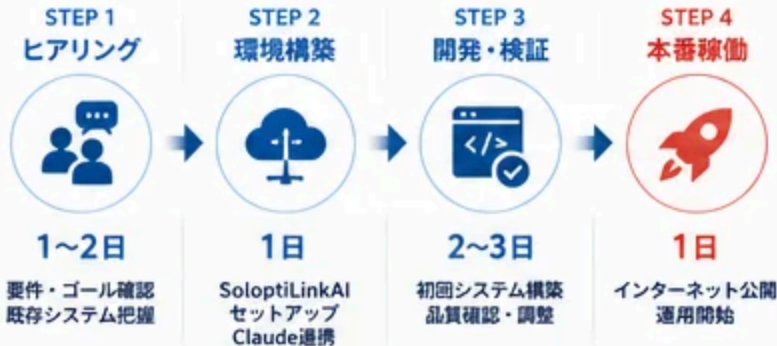 STEP 1
ヒアリング
1~2日
要件・ゴール確認
既存システム把握
STEP 2
環境構築
1日
SoloptiLinkAI
セットアップ
Claude連携
STEP 3
開発・検証
</>
2~3日
初回システム構築
品質確認・調整
STEP 4
本番稼働
1日
インターネット公開
運用開始